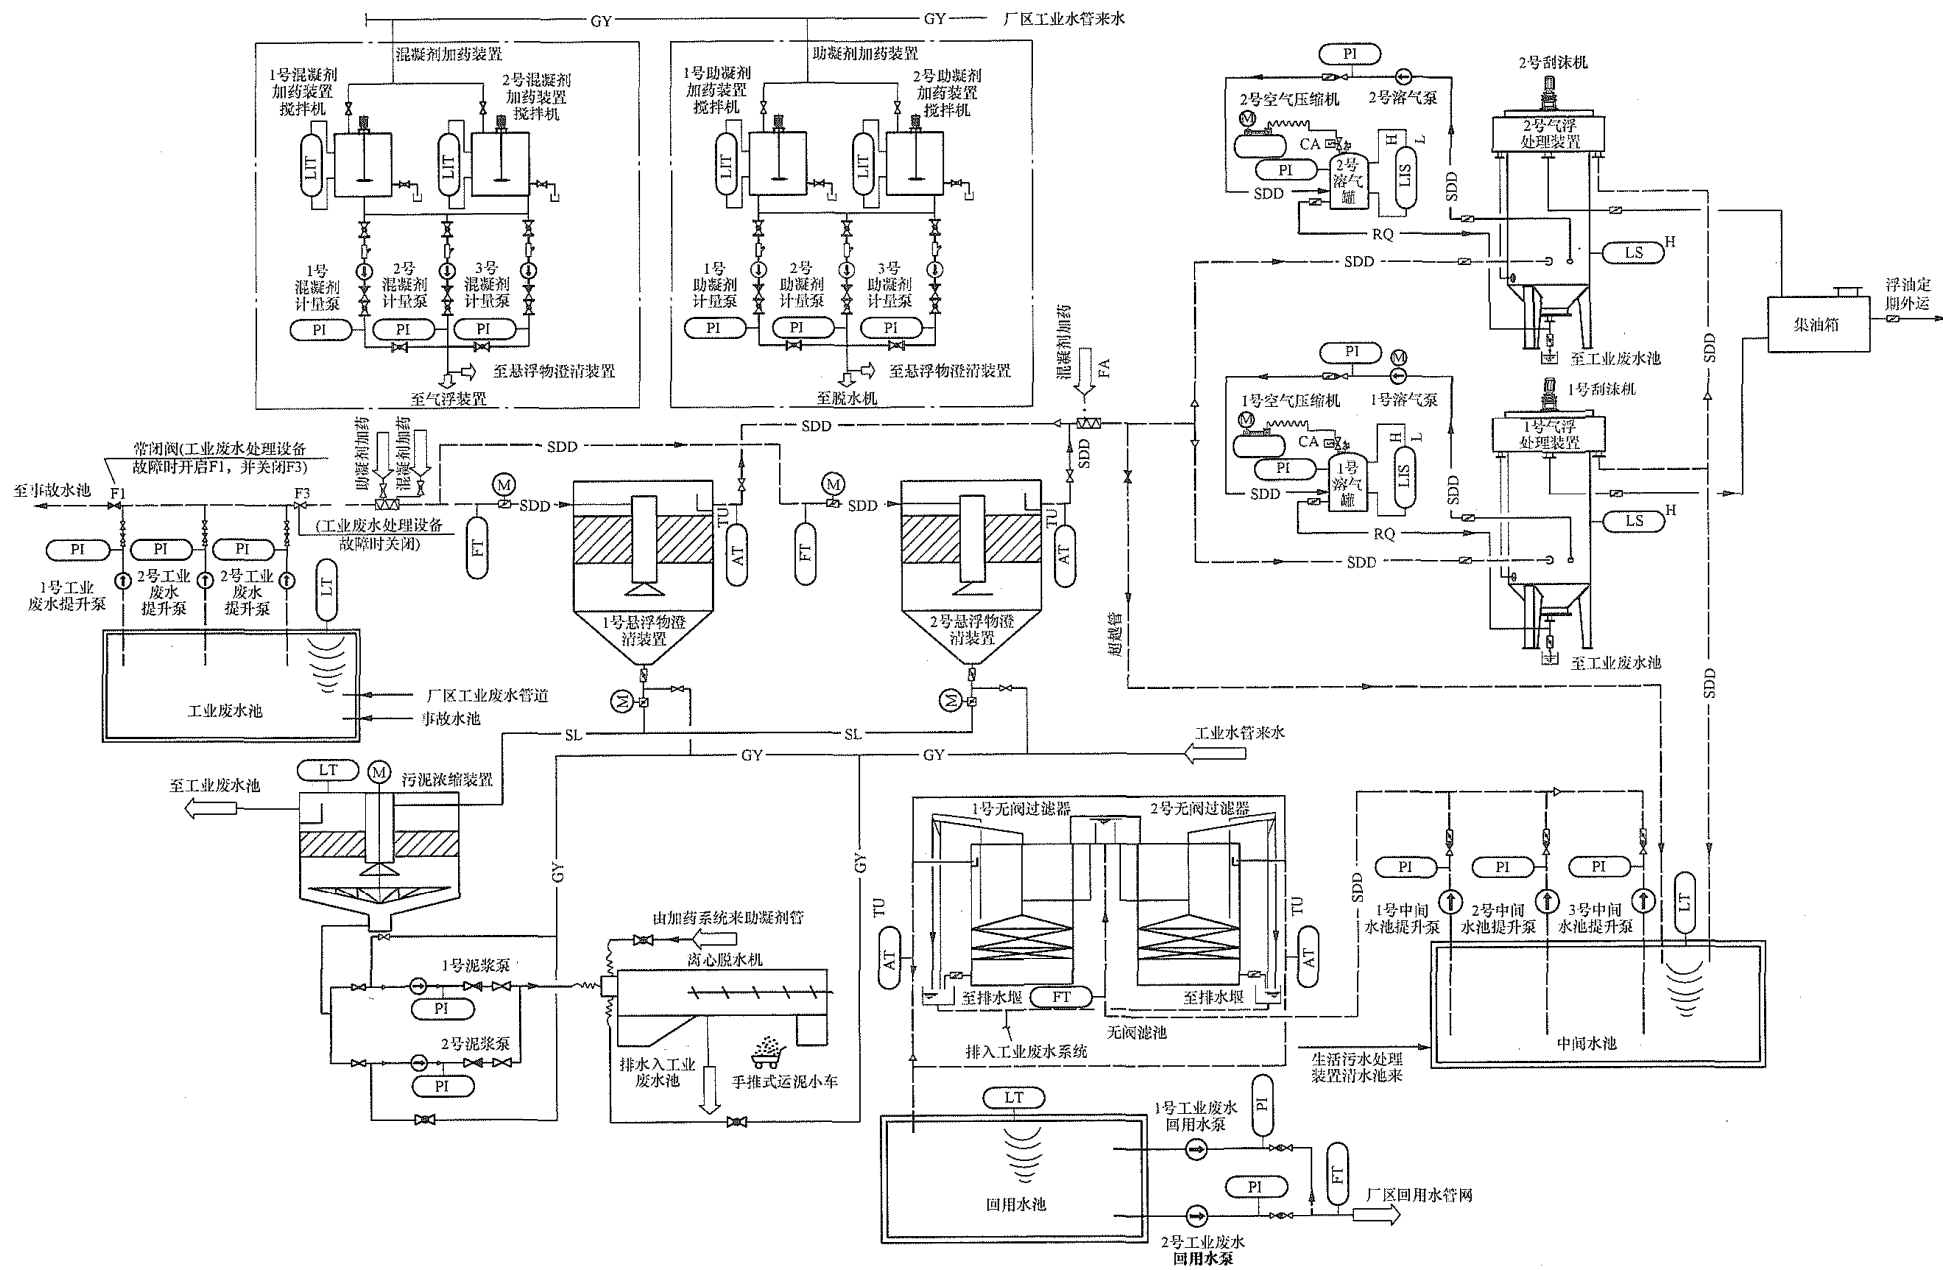 GY
GY
厂区工业水管来水
混凝剂加药装置
1号混凝剂
加药装置
搅拌机
2号混凝剂
加药装置
搅拌机
LIT
LIT
1号
混凝剂
计量泵
2号
混凝剂
计量泵
3号
混凝剂
计量泵
PI
PI
PI
至悬浮物澄清装置
至气浮装置
助凝剂加药装置
1号助凝剂
加药装置
搅拌机
2号助凝剂
加药装置
搅拌机
LIT
LIT
1号
助凝剂
计量泵
2号
助凝剂
计量泵
3号
助凝剂
计量泵
PI
PI
PI
至悬浮物澄清装置
至脱水机
混凝剂加药
FA
PI
2号空气压缩机
2号溶气泵
M
CA
PI
2号
溶气
罐
H
L
LIS
SDD
SDD
RQ
SDD
2号刮沫机
2号气浮
处理装置
LS
H
至工业废水池
PI
M
1号空气压缩机
1号溶气泵
M
CA
PI
1号
溶气
罐
H
L
LIS
SDD
SDD
RQ
SDD
1号刮沫机
1号气浮
处理装置
LS
H
至工业废水池
SDD
SDD
集油箱
浮油定
期外运
常闭阀(工业废水处理设备
故障时开启F1，并关闭F3)
至事故水池
F1
F3
(工业废水处理设备
故障时关闭)
助凝剂加药
混凝剂加药
PI
PI
PI
1号工业
废水提升泵
2号工业
废水
提升泵
2号工业
废水
提升泵
LT
厂区工业废水管道
事故水池
工业废水池
SDD
SDD
SDD
M
SDD
FT
TU
AT
M
SDD
FT
TU
AT
SDD
1号悬浮物澄
清装置
2号悬浮物澄
清装置
M
M
超越管
SL
SL
GY
GY
工业水管来水
至工业废水池
LT
M
污泥浓缩装置
GY
GY
1号泥浆泵
PI
2号泥浆泵
PI
由加药系统来助凝剂管
离心脱水机
排水入工业
废水池
手推式运泥小车
1号无阀过滤器
2号无阀过滤器
TU
AT
TU
AT
至排水堰
FT
至排水堰
无阀滤池
排入工业废水系统
SDD
PI
PI
PI
1号中间
水池提升泵
2号中间
水池提升泵
3号中间
水池提升泵
LT
中间水池
生活污水处理
装置清水池来
LT
回用水池
1号工业废水
回用水泵
PI
PI
FT
厂区回用水管网
2号工业废水
回用水泵